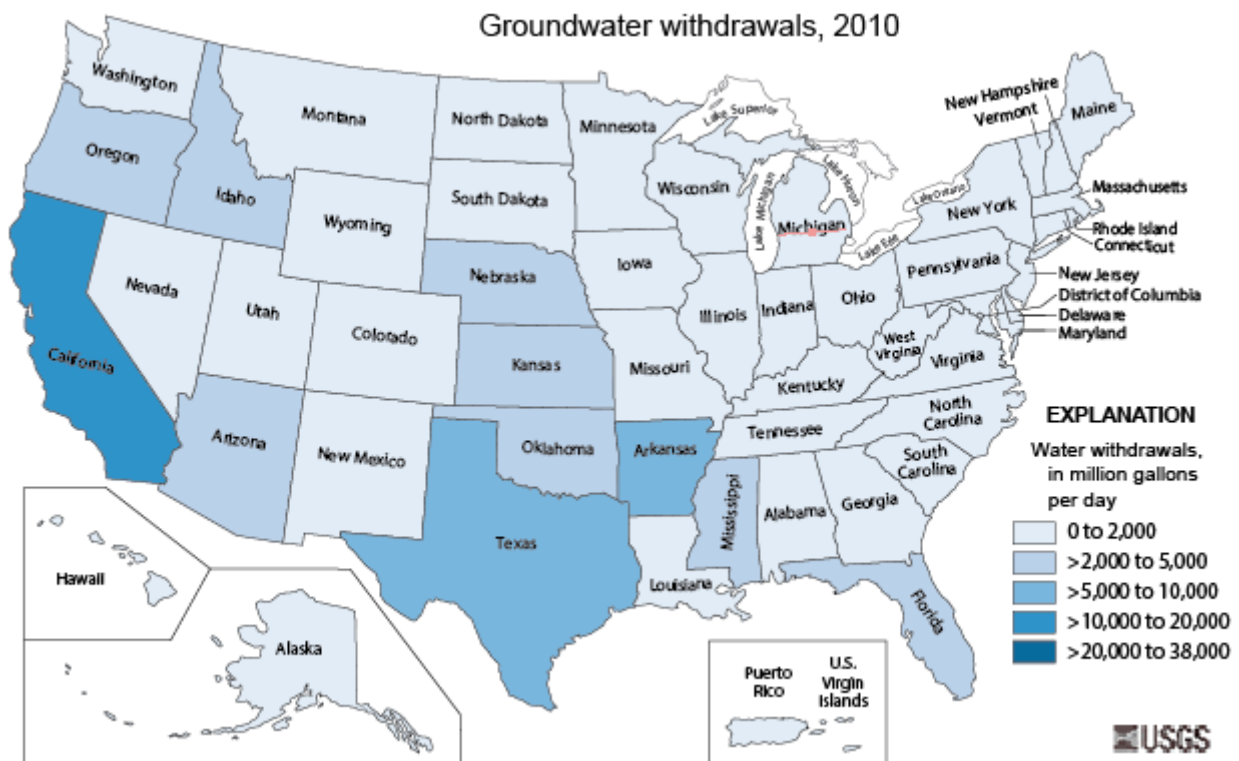 Groundwater withdrawals, 2010
Washington
Montana
North Dakota
Minnesota
Lake Superior
New Hampshire
Vermont
Maine
Oregon
Idaho
Wyoming
South Dakota
Wisconsin
Lake Michigan
Lake Huron
Michigan
Lake Ontario
Lake Erie
New York
Massachusetts
Rhode Island
Connecticut
Nevada
Utah
Colorado
Nebraska
Iowa
Illinois
Indiana
Ohio
Pennsylvania
New Jersey
District of Columbia
Delaware
Maryland
California
Kansas
Missouri
West
Virginia
Virginia
Kentucky
Arizona
New Mexico
Oklahoma
Arkansas
Tennessee
North
Carolina
South
Carolina
Texas
Louisiana
Mississippi
Alabama
Georgia
Florida
Hawaii
Alaska
Puerto
Rico
U.S.
Virgin
Islands
EXPLANATION
Water withdrawals,
in million gallons
per day
0 to 2,000
>2,000 to 5,000
>5,000 to 10,000
>10,000 to 20,000
>20,000 to 38,000
USGS